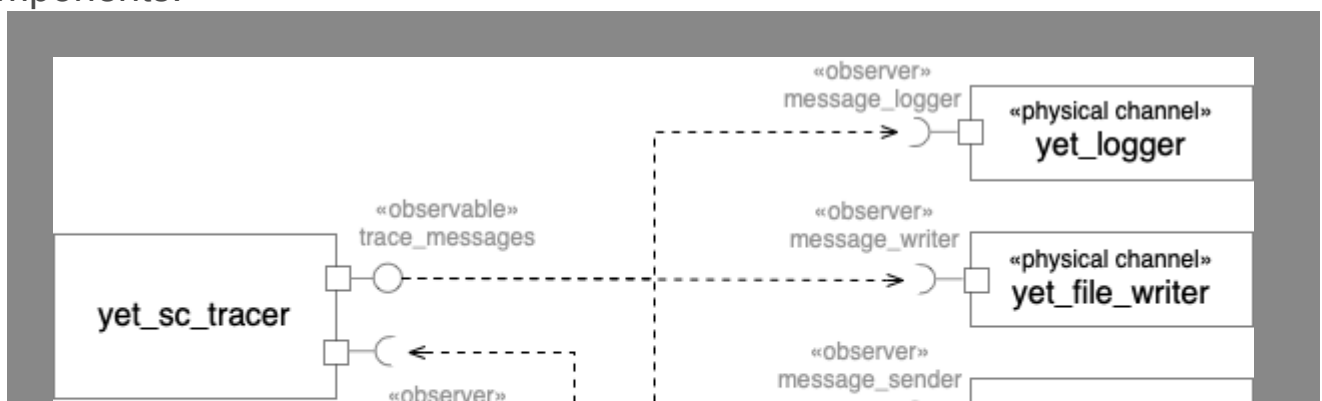 «observer»
message_logger
«physical channel»
yet_logger
«observable»
trace_messages
«observer»
message_writer
«physical channel»
yet_file_writer
yet_sc_tracer
«observer»
message_sender
«observer»